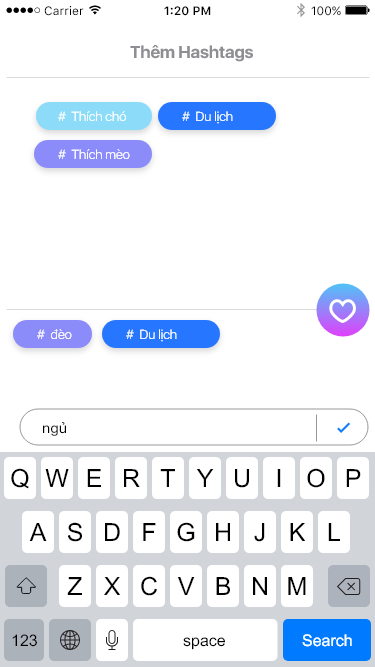 Carrier 1:20 PM 100%
Thêm Hashtags
# Thích chó # Du lịch
# Thích mèo
# đèo # Du lịch
ngủ
Q W E R T Y U I O P
A S D F G H J K L
Z X C V B N M
123 space Search